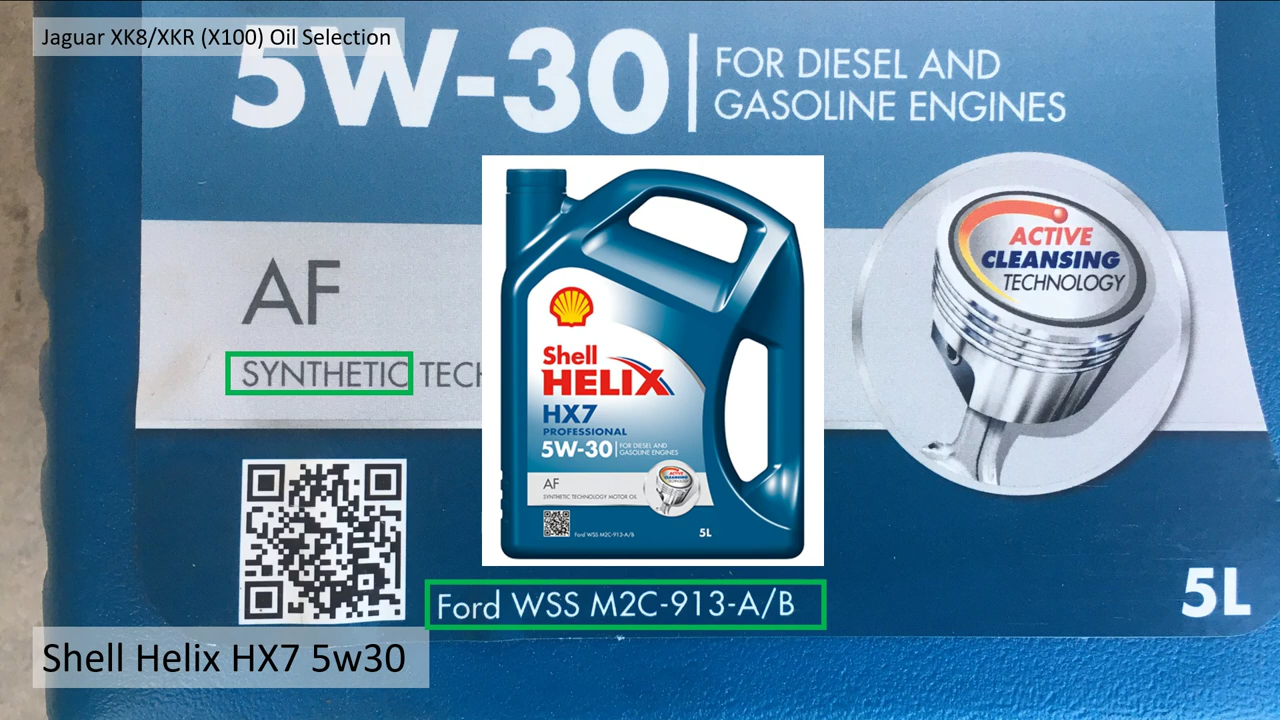 Jaguar XK8/XKR (X100) Oil Selection
5W-30
FOR DIESEL AND
GASOLINE ENGINES
ACTIVE
CLEANSING
TECHNOLOGY
AF
SYNTHETIC TECH
Shell
HELIX
HX7
PROFESSIONAL
5W-30
FOR DIESEL AND
GASOLINE ENGINES
ACTIVE
CLEANSING
TECHNOLOGY
AF
SYNTHETIC TECHNOLOGY MOTOR OIL
Ford WSS M2C-913-A/B
5L
Ford WSS M2C-913-A/B
5L
Shell Helix HX7 5w30